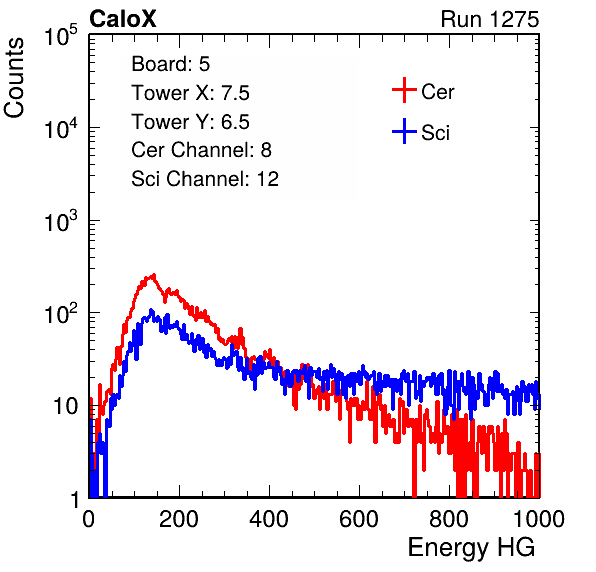 CaloX Run 1275
Board: 5
Tower X: 7.5
Tower Y: 6.5
Cer Channel: 8
Sci Channel: 12
Cer
Sci
Counts
10^5
10^4
10^3
10^2
10
1
0 200 400 600 800 1000
Energy HG